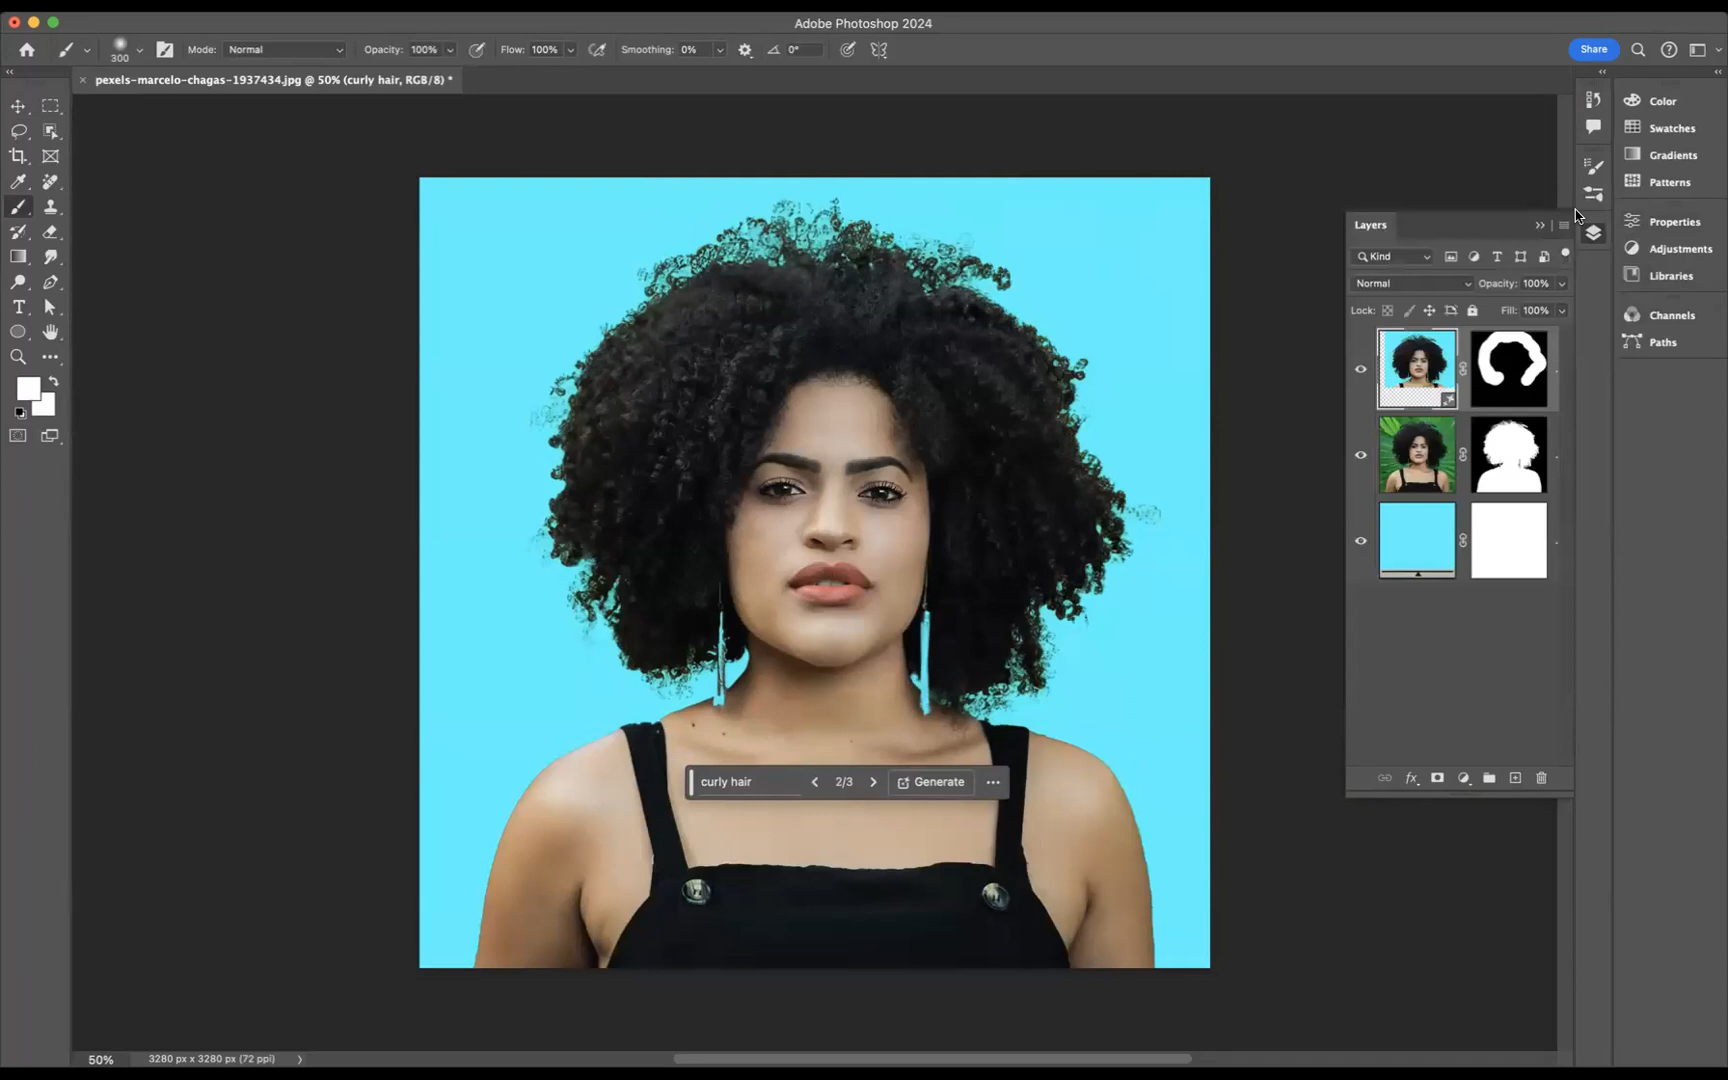 Adobe Photoshop 2024
300 Mode: Normal Opacity: 100% Flow: 100% Smoothing: 0% 0° Share
pexels-marcelo-chagas-1937434.jpg @ 50% (curly hair, RGB/8) *
Color
Swatches
Gradients
Patterns
Properties
Adjustments
Libraries
Channels
Paths
Layers
Kind
Normal Opacity: 100%
Lock: Fill: 100%
fx
curly hair 2/3 Generate
50% 3280 px x 3280 px (72 ppi)